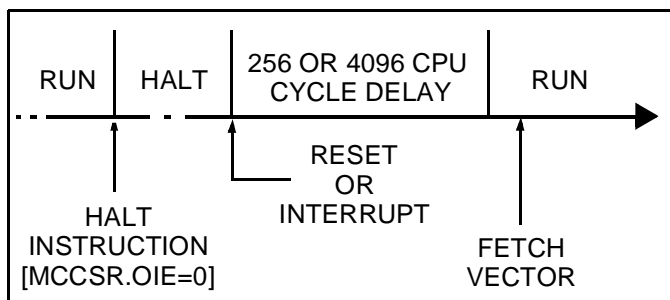 RUN
HALT
256 OR 4096 CPU
CYCLE DELAY
RUN
RESET
OR
INTERRUPT
HALT
INSTRUCTION
[MCCSR.OIE=0]
FETCH
VECTOR